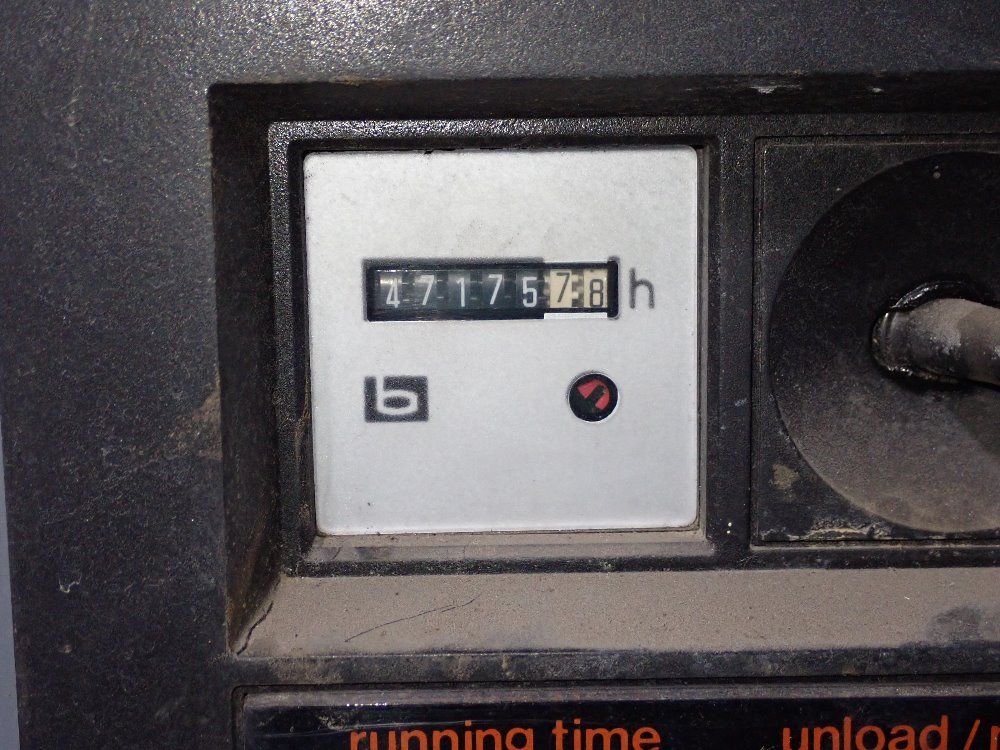 4717578 h
b
running time unload /